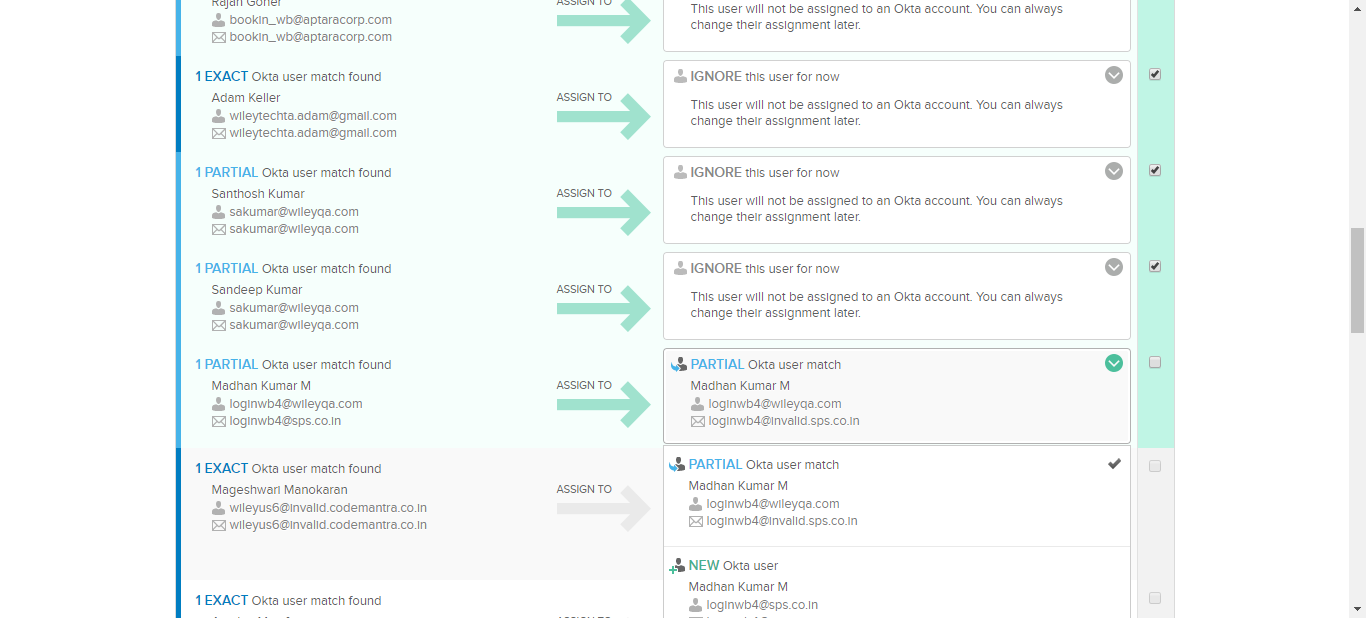 Rajan Goher
bookin_wb@aptaracorp.com
bookin_wb@aptaracorp.com
ASSIGN TO
This user will not be assigned to an Okta account. You can always
change their assignment later.
1 EXACT Okta user match found
Adam Keller
wileytechta.adam@gmail.com
wileytechta.adam@gmail.com
ASSIGN TO
IGNORE this user for now
This user will not be assigned to an Okta account. You can always
change their assignment later.
1 PARTIAL Okta user match found
Santhosh Kumar
sakumar@wileyqa.com
sakumar@wileyqa.com
ASSIGN TO
IGNORE this user for now
This user will not be assigned to an Okta account. You can always
change their assignment later.
1 PARTIAL Okta user match found
Sandeep Kumar
sakumar@wileyqa.com
sakumar@wileyqa.com
ASSIGN TO
IGNORE this user for now
This user will not be assigned to an Okta account. You can always
change their assignment later.
1 PARTIAL Okta user match found
Madhan Kumar M
loginwb4@wileyqa.com
loginwb4@sps.co.in
ASSIGN TO
PARTIAL Okta user match
Madhan Kumar M
loginwb4@wileyqa.com
loginwb4@invalid.sps.co.in
1 EXACT Okta user match found
Mageshwari Manokaran
wileyus6@invalid.codemantra.co.in
wileyus6@invalid.codemantra.co.in
ASSIGN TO
PARTIAL Okta user match
Madhan Kumar M
loginwb4@wileyqa.com
loginwb4@invalid.sps.co.in
NEW Okta user
Madhan Kumar M
loginwb4@sps.co.in
1 EXACT Okta user match found
ASSIGN TO